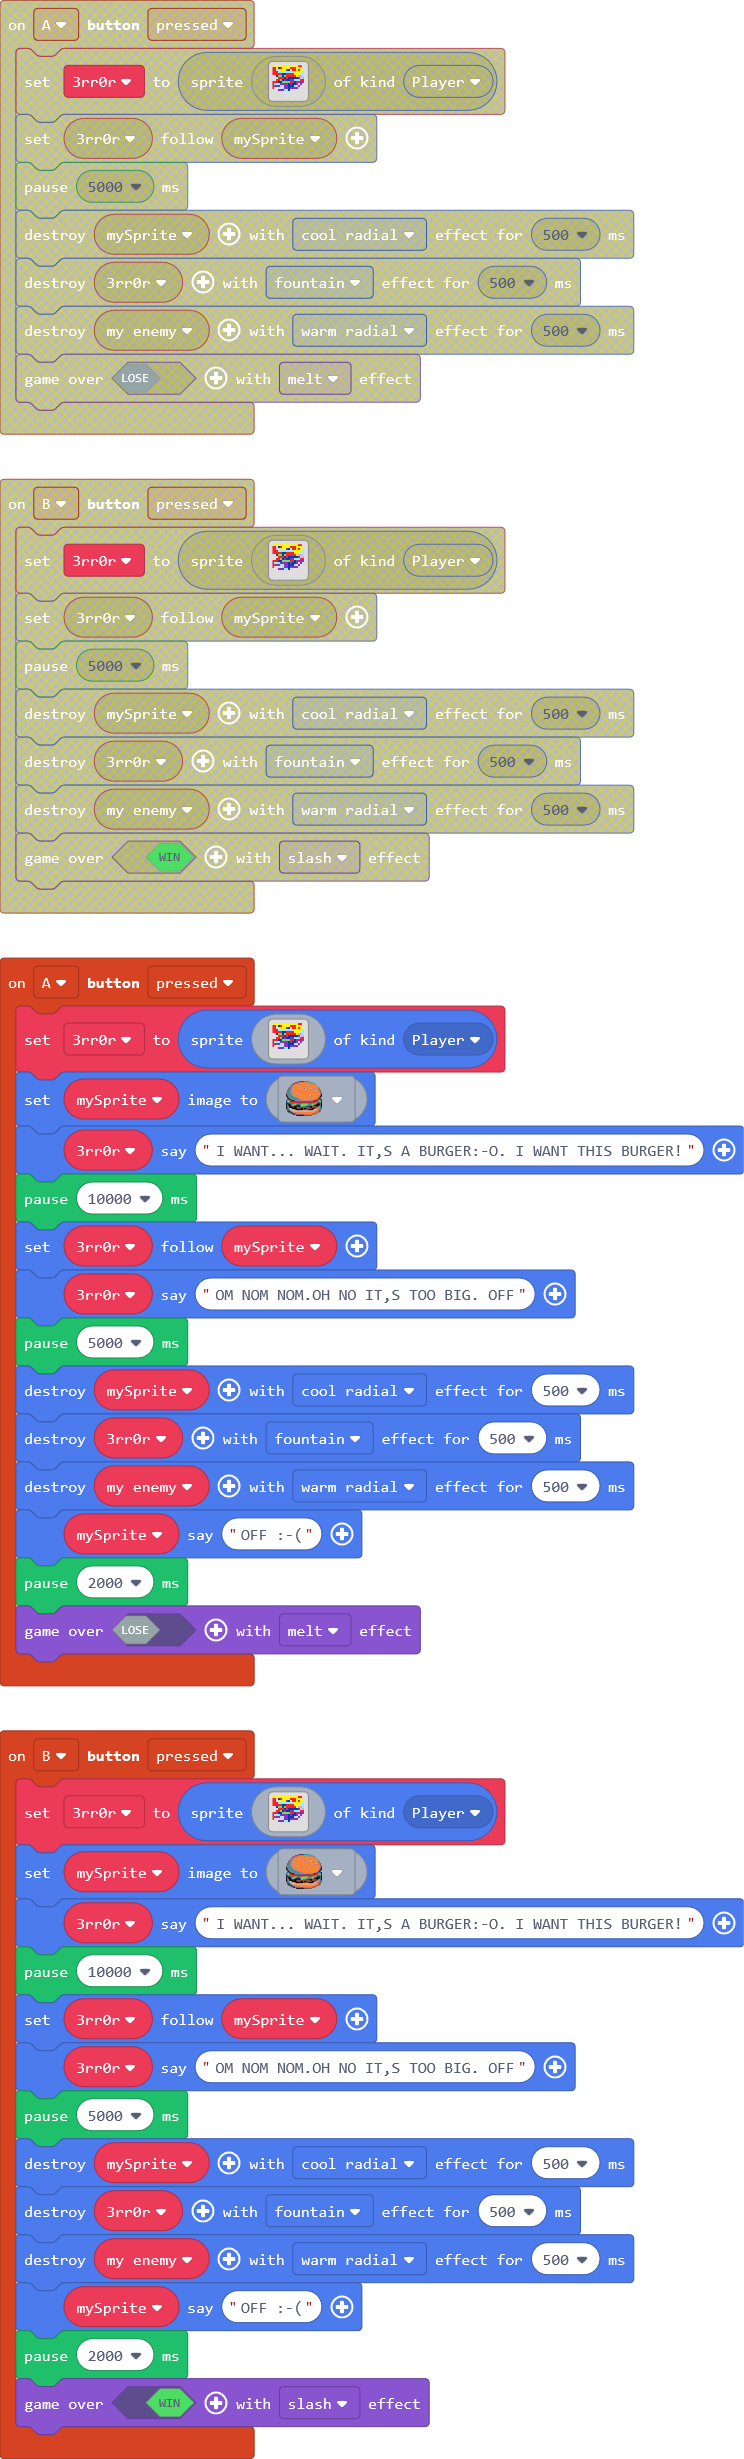 on A button pressed
set 3rr0r to sprite of kind Player
set 3rr0r follow mySprite
pause 5000 ms
destroy mySprite with cool radial effect for 500 ms
destroy 3rr0r with fountain effect for 500 ms
destroy my enemy with warm radial effect for 500 ms
game over LOSE with melt effect
on B button pressed
set 3rr0r to sprite of kind Player
set 3rr0r follow mySprite
pause 5000 ms
destroy mySprite with cool radial effect for 500 ms
destroy 3rr0r with fountain effect for 500 ms
destroy my enemy with warm radial effect for 500 ms
game over WIN with slash effect
on A button pressed
set 3rr0r to sprite of kind Player
set mySprite image to
3rr0r say "I WANT... WAIT. IT,S A BURGER:-O. I WANT THIS BURGER!"
pause 10000 ms
set 3rr0r follow mySprite
3rr0r say "OM NOM NOM.OH NO IT,S TOO BIG. OFF"
pause 5000 ms
destroy mySprite with cool radial effect for 500 ms
destroy 3rr0r with fountain effect for 500 ms
destroy my enemy with warm radial effect for 500 ms
mySprite say "OFF :-("
pause 2000 ms
game over LOSE with melt effect
on B button pressed
set 3rr0r to sprite of kind Player
set mySprite image to
3rr0r say "I WANT... WAIT. IT,S A BURGER:-O. I WANT THIS BURGER!"
pause 10000 ms
set 3rr0r follow mySprite
3rr0r say "OM NOM NOM.OH NO IT,S TOO BIG. OFF"
pause 5000 ms
destroy mySprite with cool radial effect for 500 ms
destroy 3rr0r with fountain effect for 500 ms
destroy my enemy with warm radial effect for 500 ms
mySprite say "OFF :-("
pause 2000 ms
game over WIN with slash effect